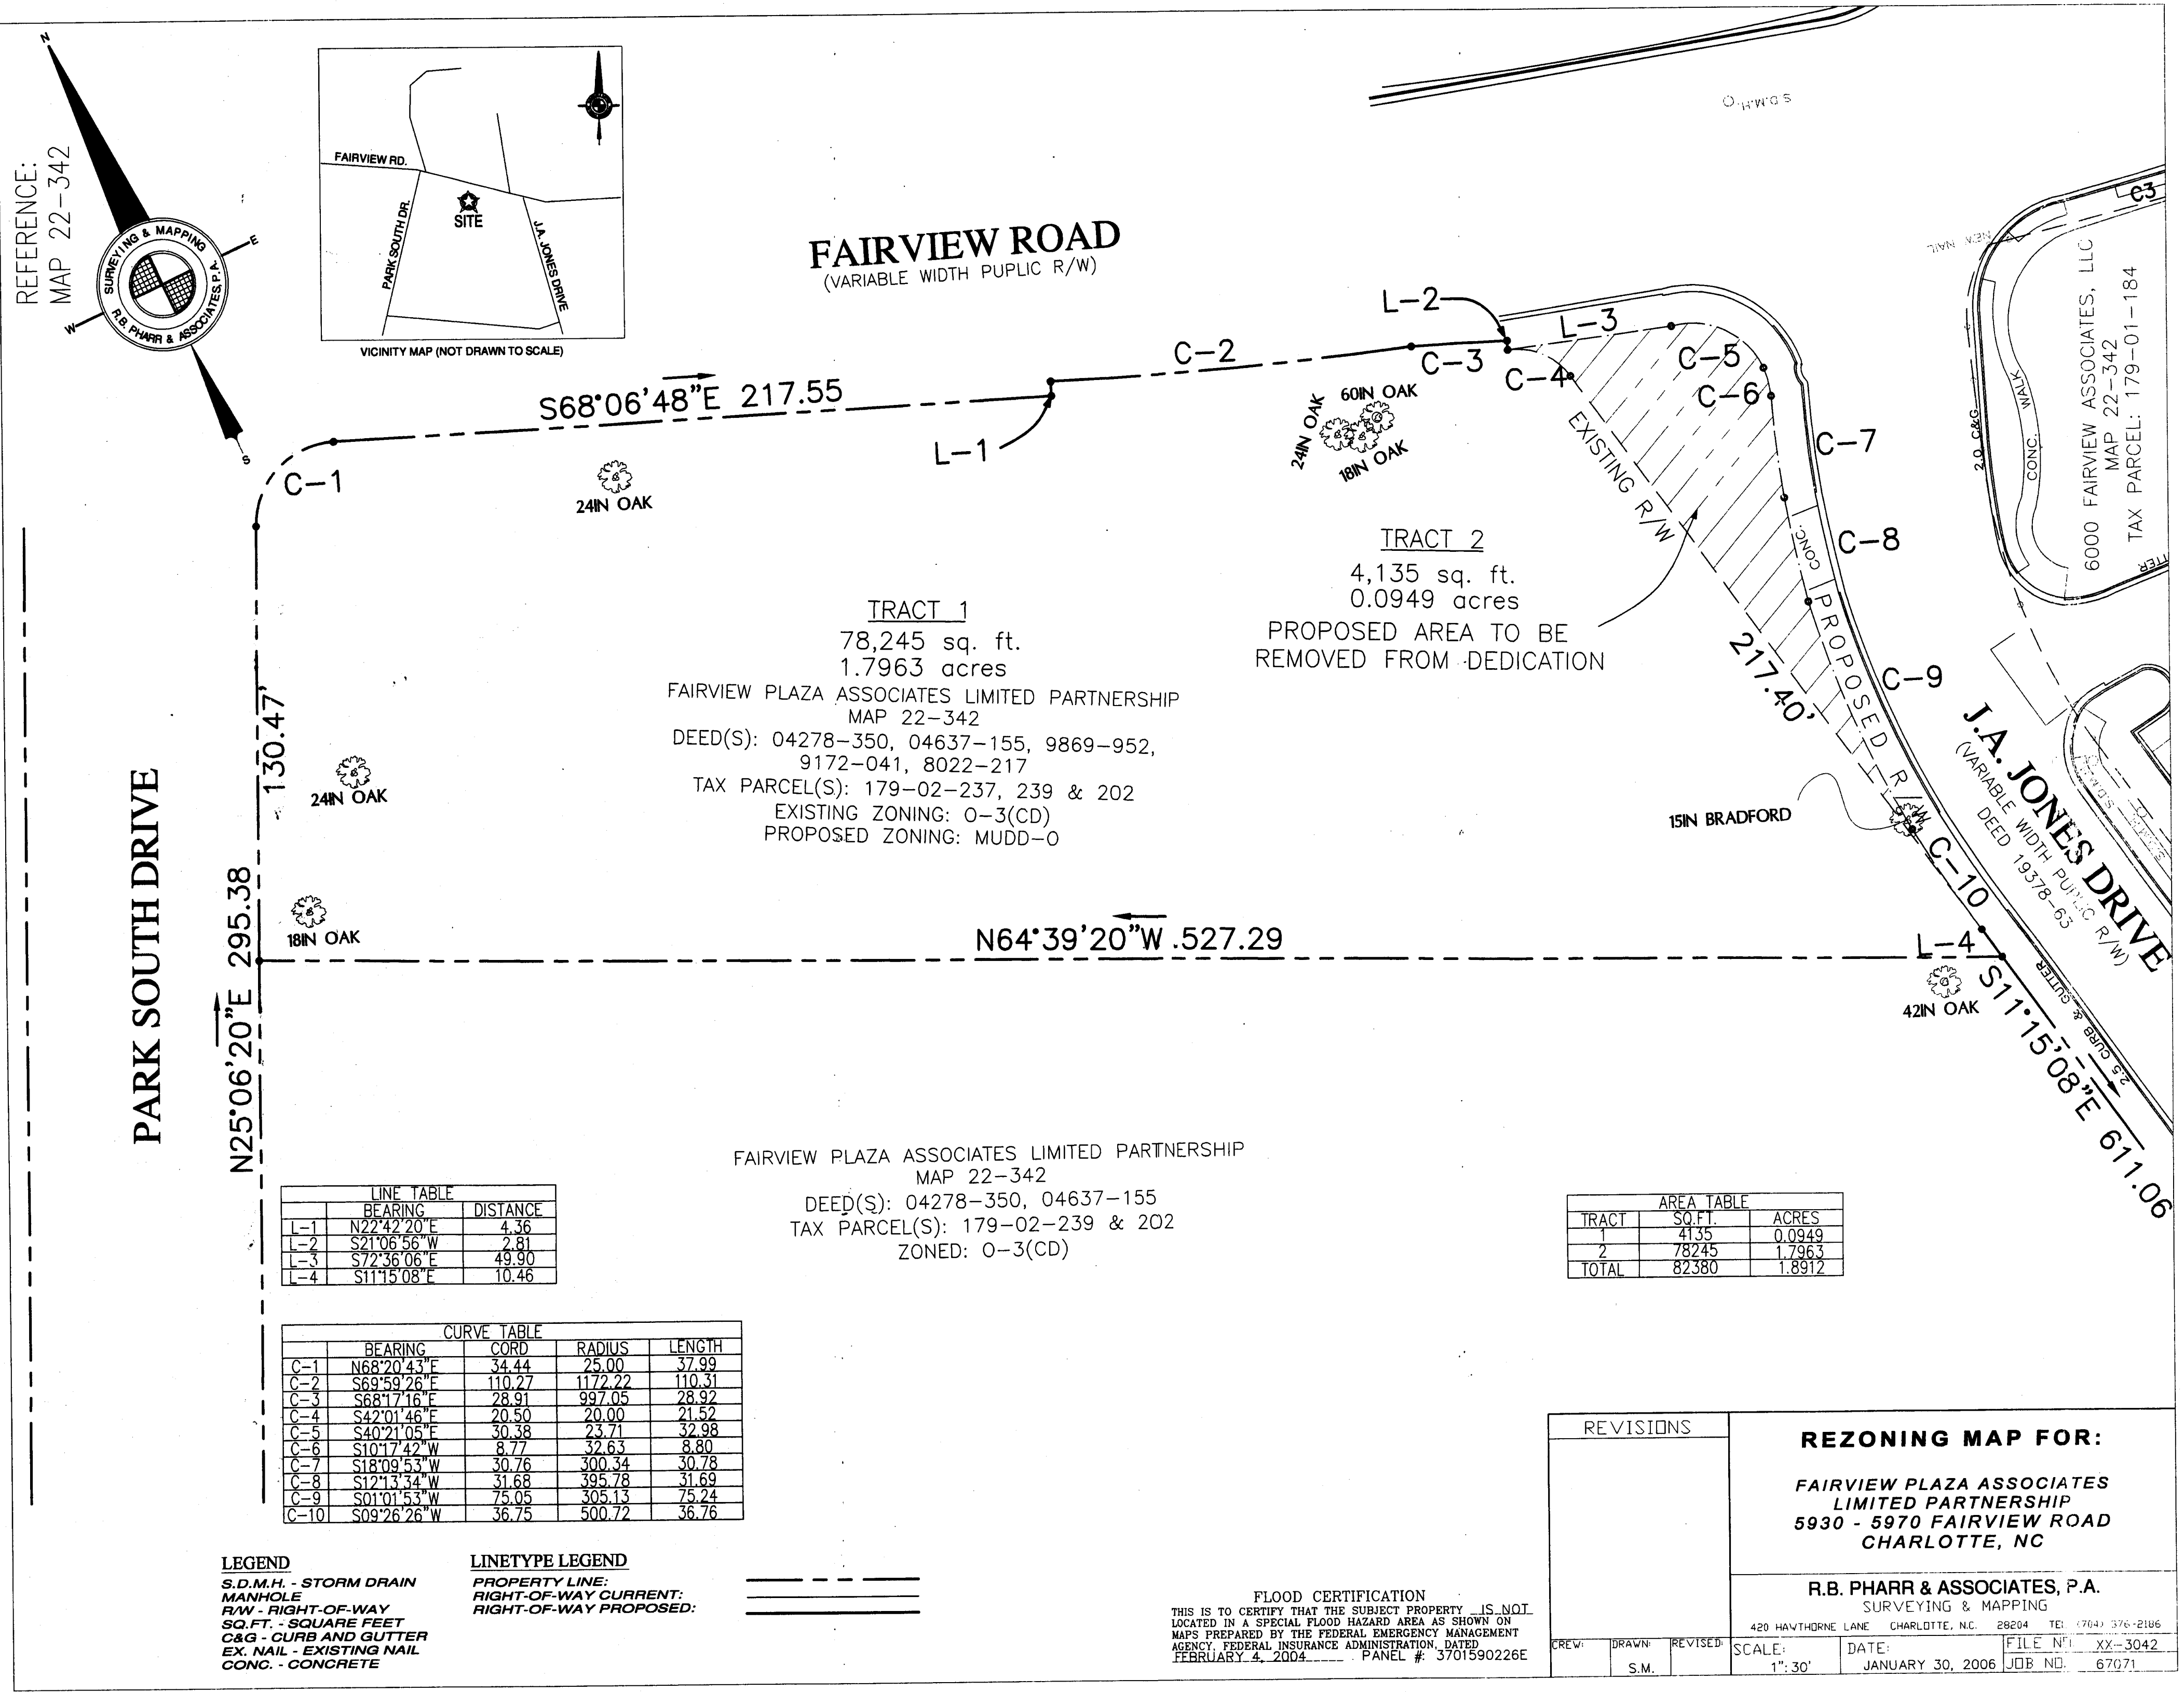 REFERENCE:
MAP 22-342
N
E
W
S
SURVEYING & MAPPING
R.B. PHARR & ASSOCIATES, P.A.
FAIRVIEW RD.
SITE
PARK SOUTH DR.
J.A. JONES DRIVE
VICINITY MAP (NOT DRAWN TO SCALE)
FAIRVIEW ROAD
(VARIABLE WIDTH PUPLIC R/W)
S.D.M.H.
S68°06'48"E 217.55
C-1
L-1
C-2
L-2
C-3
L-3
C-4
C-5
C-6
C-7
C-8
C-9
C-10
L-4
24IN OAK
24IN OAK
60IN OAK
18IN OAK
24IN OAK
18IN OAK
EXISTING R/W
217.40'
CONC.
PROPOSED R/W
15IN BRADFORD
42IN OAK
C3
NEW NAIL
2.0 C&G
CONC. WALK
6000 FAIRVIEW ASSOCIATES, LLC
MAP 22-342
TAX PARCEL: 179-01-184
TRACT 2
4,135 sq. ft.
0.0949 acres
PROPOSED AREA TO BE
REMOVED FROM DEDICATION
TRACT 1
78,245 sq. ft.
1.7963 acres
FAIRVIEW PLAZA ASSOCIATES LIMITED PARTNERSHIP
MAP 22-342
DEED(S): 04278-350, 04637-155, 9869-952,
9172-041, 8022-217
TAX PARCEL(S): 179-02-237, 239 & 202
EXISTING ZONING: O-3(CD)
PROPOSED ZONING: MUDD-O
PARK SOUTH DRIVE
130.47'
N25°06'20"E 295.38
N64°39'20"W 527.29
J.A. JONES DRIVE
(VARIABLE WIDTH PUPLIC R/W)
DEED 19378-63
2.5 CURB & GUTTER
S11°15'08"E 611.06
FAIRVIEW PLAZA ASSOCIATES LIMITED PARTNERSHIP
MAP 22-342
DEED(S): 04278-350, 04637-155
TAX PARCEL(S): 179-02-239 & 202
ZONED: O-3(CD)
LINE TABLE
BEARING DISTANCE
L-1 N22°42'20"E 4.36
L-2 S21°06'56"W 2.81
L-3 S72°36'06"E 49.90
L-4 S11°15'08"E 10.46
AREA TABLE
TRACT SQ.FT. ACRES
1 4135 0.0949
2 78245 1.7963
TOTAL 82380 1.8912
CURVE TABLE
BEARING CORD RADIUS LENGTH
C-1 N68°20'43"E 34.44 25.00 37.99
C-2 S69°59'26"E 110.27 1172.22 110.31
C-3 S68°17'16"E 28.91 997.05 28.92
C-4 S42°01'46"E 20.50 20.00 21.52
C-5 S40°21'05"E 30.38 23.71 32.98
C-6 S10°17'42"W 8.77 32.63 8.80
C-7 S18°09'53"W 30.76 300.34 30.78
C-8 S12°13'34"W 31.68 395.78 31.69
C-9 S01°01'53"W 75.05 305.13 75.24
C-10 S09°26'26"W 36.75 500.72 36.76
LEGEND
S.D.M.H. - STORM DRAIN
MANHOLE
R/W - RIGHT-OF-WAY
SQ.FT. - SQUARE FEET
C&G - CURB AND GUTTER
EX. NAIL - EXISTING NAIL
CONC. - CONCRETE
LINETYPE LEGEND
PROPERTY LINE:
RIGHT-OF-WAY CURRENT:
RIGHT-OF-WAY PROPOSED:
FLOOD CERTIFICATION
THIS IS TO CERTIFY THAT THE SUBJECT PROPERTY IS NOT
LOCATED IN A SPECIAL FLOOD HAZARD AREA AS SHOWN ON
MAPS PREPARED BY THE FEDERAL EMERGENCY MANAGEMENT
AGENCY, FEDERAL INSURANCE ADMINISTRATION, DATED
FEBRUARY 4, 2004 PANEL #: 3701590226E
REVISIONS
REZONING MAP FOR:
FAIRVIEW PLAZA ASSOCIATES
LIMITED PARTNERSHIP
5930 - 5970 FAIRVIEW ROAD
CHARLOTTE, NC
R.B. PHARR & ASSOCIATES, P.A.
SURVEYING & MAPPING
420 HAWTHORNE LANE CHARLOTTE, N.C. 28204 TEL. (704) 376-2186
CREW: DRAWN: REVISED:
S.M.
SCALE:
1":30'
DATE:
JANUARY 30, 2006
FILE NO. XX-3042
JOB NO. 67071